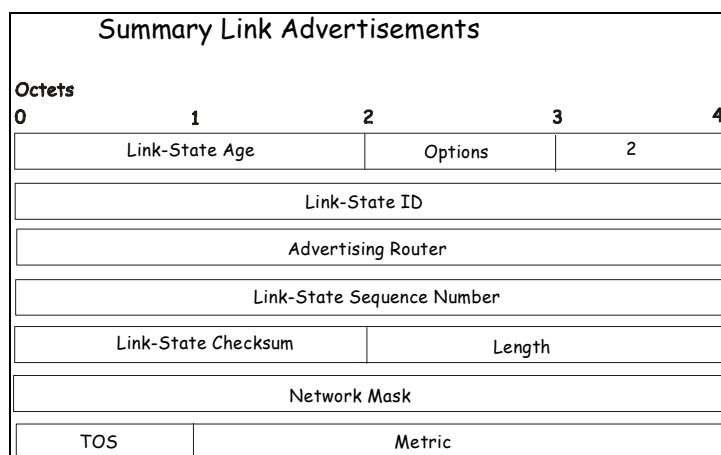 Summary Link Advertisements
Octets
0 1 2 3 4
Link-State Age Options 2
Link-State ID
Advertising Router
Link-State Sequence Number
Link-State Checksum Length
Network Mask
TOS Metric